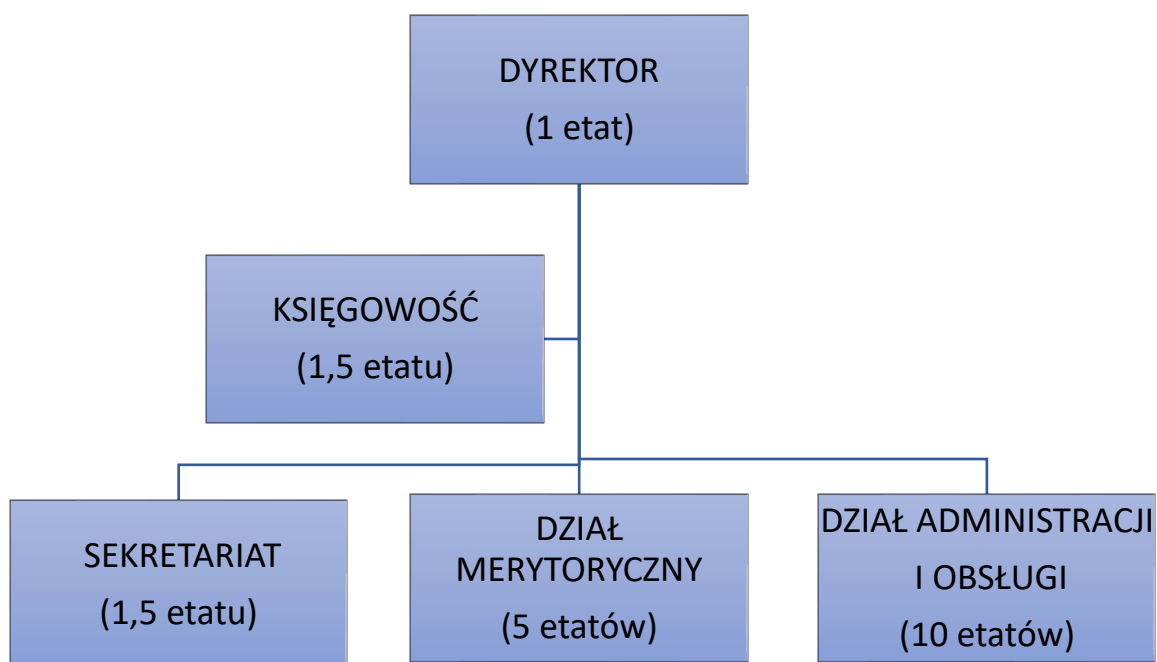 DYREKTOR
(1 etat)
KSIĘGOWOŚĆ
(1,5 etatu)
SEKRETARIAT
(1,5 etatu)
DZIAŁ
MERYTORYCZNY
(5 etatów)
DZIAŁ ADMINISTRACJI
I OBSŁUGI
(10 etatów)